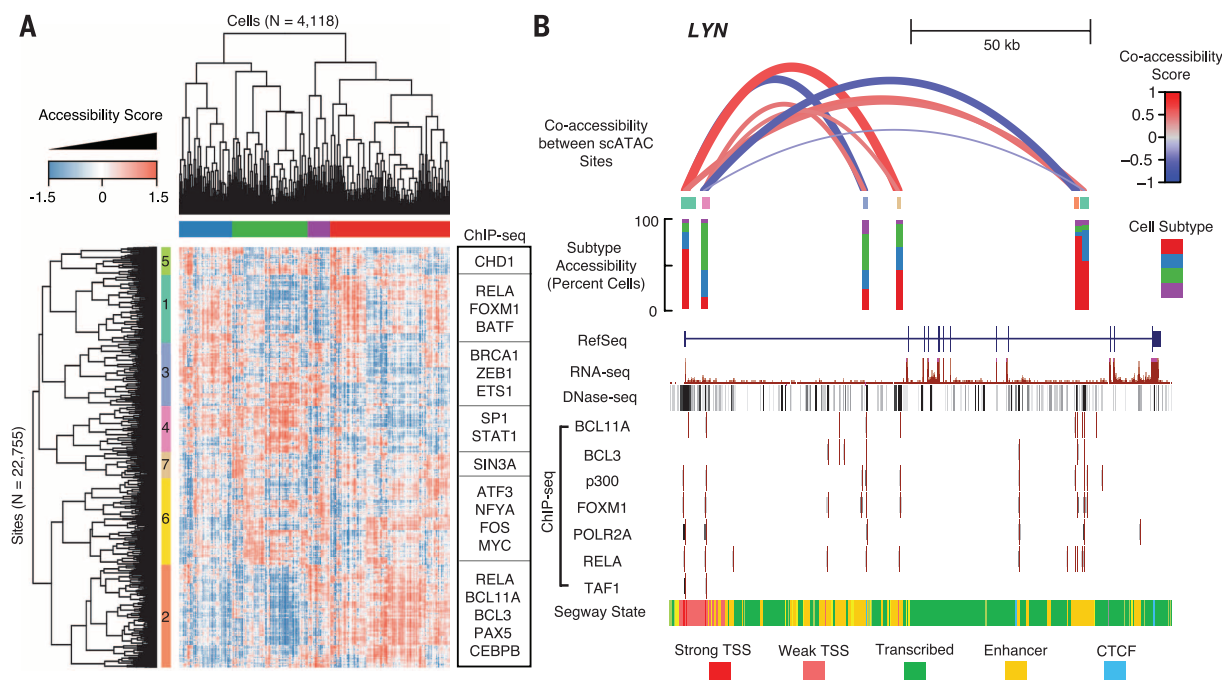 A
Cells (N = 4,118)
Accessibility Score
-1.5
0
1.5
ChIP-seq
5
1
3
4
7
6
2
Sites (N = 22,755)
CHD1
RELA
FOXM1
BATF
BRCA1
ZEB1
ETS1
SP1
STAT1
SIN3A
ATF3
NFYA
FOS
MYC
RELA
BCL11A
BCL3
PAX5
CEBPB
B
LYN
50 kb
Co-accessibility
between scATAC
Sites
Co-accessibility
Score
1
0.5
0
−0.5
−1
100
0
Subtype
Accessibility
(Percent Cells)
Cell Subtype
RefSeq
RNA-seq
DNase-seq
ChIP-seq
BCL11A
BCL3
p300
FOXM1
POLR2A
RELA
TAF1
Segway State
Strong TSS
Weak TSS
Transcribed
Enhancer
CTCF